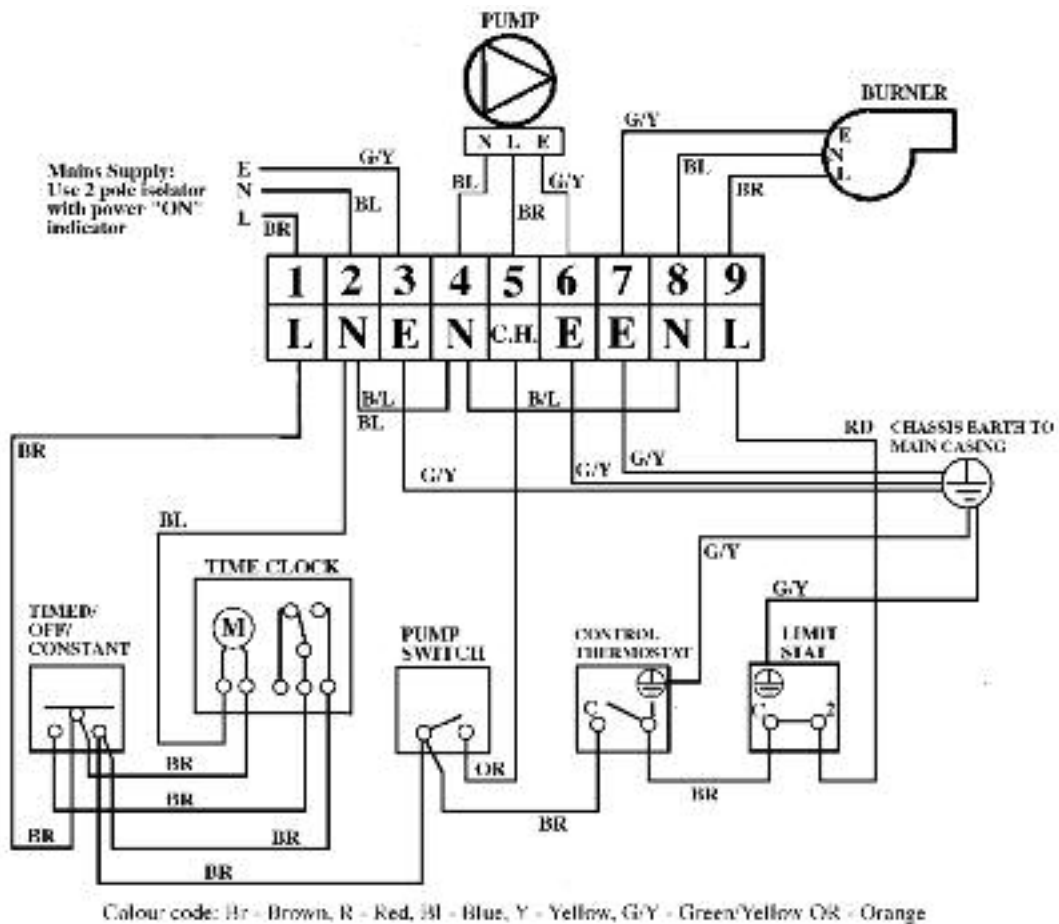 PUMP
N L E
BURNER
E
N
L
G/Y
BL
BR
Mains Supply:
Use 2 pole isolator
with power "ON"
indicator
E
N
L
G/Y
BL
BR
BL
BR
G/Y
1 2 3 4 5 6 7 8 9
L N E N C.H. E E N L
B/L
BL
B/L
BR
G/Y
G/Y
G/Y
RD
CHASSIS EARTH TO
MAIN CASING
BL
G/Y
G/Y
TIME CLOCK
M
TIMED/
OFF/
CONSTANT
PUMP
SWITCH
CONTROL
THERMOSTAT
C
1
LIMIT
STAT
C
2
BR
OR
BR
BR
BR
BR
BR
BR
Colour code: Br - Brown, R - Red, Bl - Blue, Y - Yellow, G/Y - Green/Yellow OR - Orange